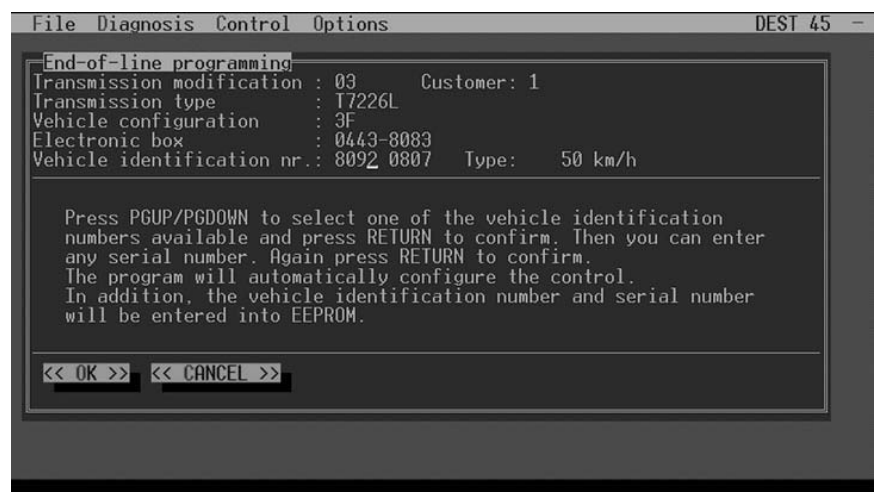 File Diagnosis Control Options DEST 45 –
End-of-line programming
Transmission modification : 03 Customer: 1
Transmission type : T7226L
Vehicle configuration : 3F
Electronic box : 0443-8083
Vehicle identification nr.: 8092 0807 Type: 50 km/h
Press PGUP/PGDOWN to select one of the vehicle identification
numbers available and press RETURN to confirm. Then you can enter
any serial number. Again press RETURN to confirm.
The program will automatically configure the control.
In addition, the vehicle identification number and serial number
will be entered into EEPROM.
<< OK >> << CANCEL >>